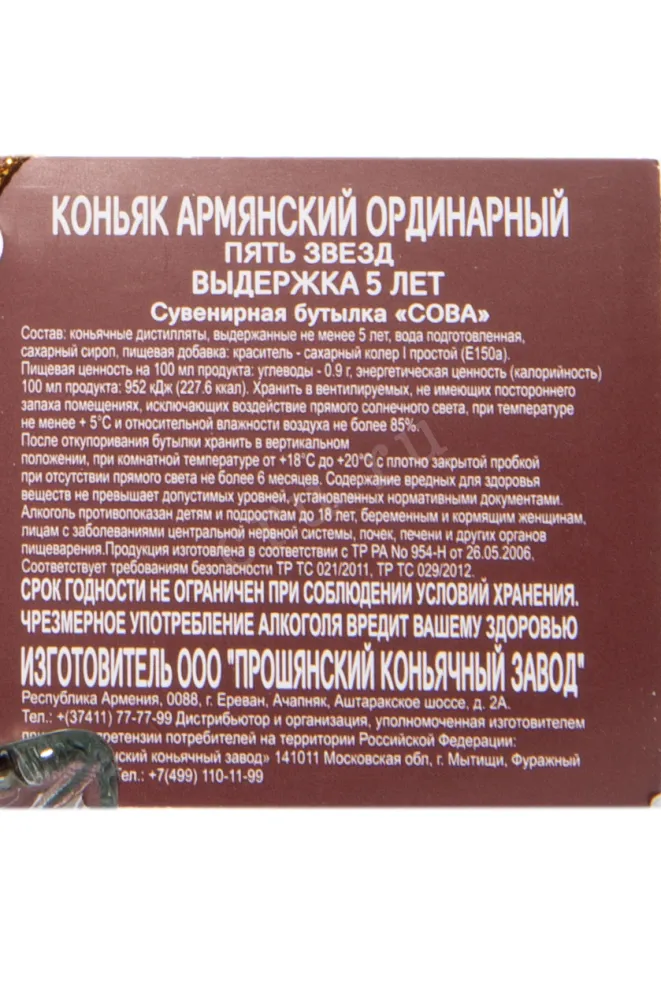 КОНЬЯК АРМЯНСКИЙ ОРДИНАРНЫЙ
ПЯТЬ ЗВЕЗД
ВЫДЕРЖКА 5 ЛЕТ
Сувенирная бутылка «СОВА»
Состав: коньячные дистилляты, выдержанные не менее 5 лет, вода подготовленная,
сахарный сироп, пищевая добавка: краситель - сахарный колер I простой (Е150а).
Пищевая ценность на 100 мл продукта: углеводы - 0.9 г, энергетическая ценность (калорийность)
100 мл продукта: 952 кДж (227.6 ккал). Хранить в вентилируемых, не имеющих постороннего
запаха помещениях, исключающих воздействие прямого солнечного света, при температуре
не менее + 5°С и относительной влажности воздуха не более 85%.
После откупоривания бутылки хранить в вертикальном
положении, при комнатной температуре от +18°С до +20°С с плотно закрытой пробкой
при отсутствии прямого света не более 6 месяцев. Содержание вредных для здоровья
веществ не превышает допустимых уровней, установленных нормативными документами.
Алкоголь противопоказан детям и подросткам до 18 лет, беременным и кормящим женщинам,
лицам с заболеваниями центральной нервной системы, почек, печени и других органов
пищеварения.Продукция изготовлена в соответствии с ТР РА No 954-Н от 26.05.2006.
Соответствует требованиям безопасности ТР ТС 021/2011, ТР ТС 029/2012.
СРОК ГОДНОСТИ НЕ ОГРАНИЧЕН ПРИ СОБЛЮДЕНИИ УСЛОВИЙ ХРАНЕНИЯ.
ЧРЕЗМЕРНОЕ УПОТРЕБЛЕНИЕ АЛКОГОЛЯ ВРЕДИТ ВАШЕМУ ЗДОРОВЬЮ
ИЗГОТОВИТЕЛЬ ООО "ПРОШЯНСКИЙ КОНЬЯЧНЫЙ ЗАВОД"
Республика Армения, 0088, г. Ереван, Ачапняк, Аштаракское шоссе, д. 2А.
Тел.: +(37411) 77-77-99 Дистрибьютор и организация, уполномоченная изготовителем
потребителей на территории Российской Федерации:
коньячный завод» 141011 Московская обл, г. Мытищи, Фуражный
Тел.: +7(499) 110-11-99